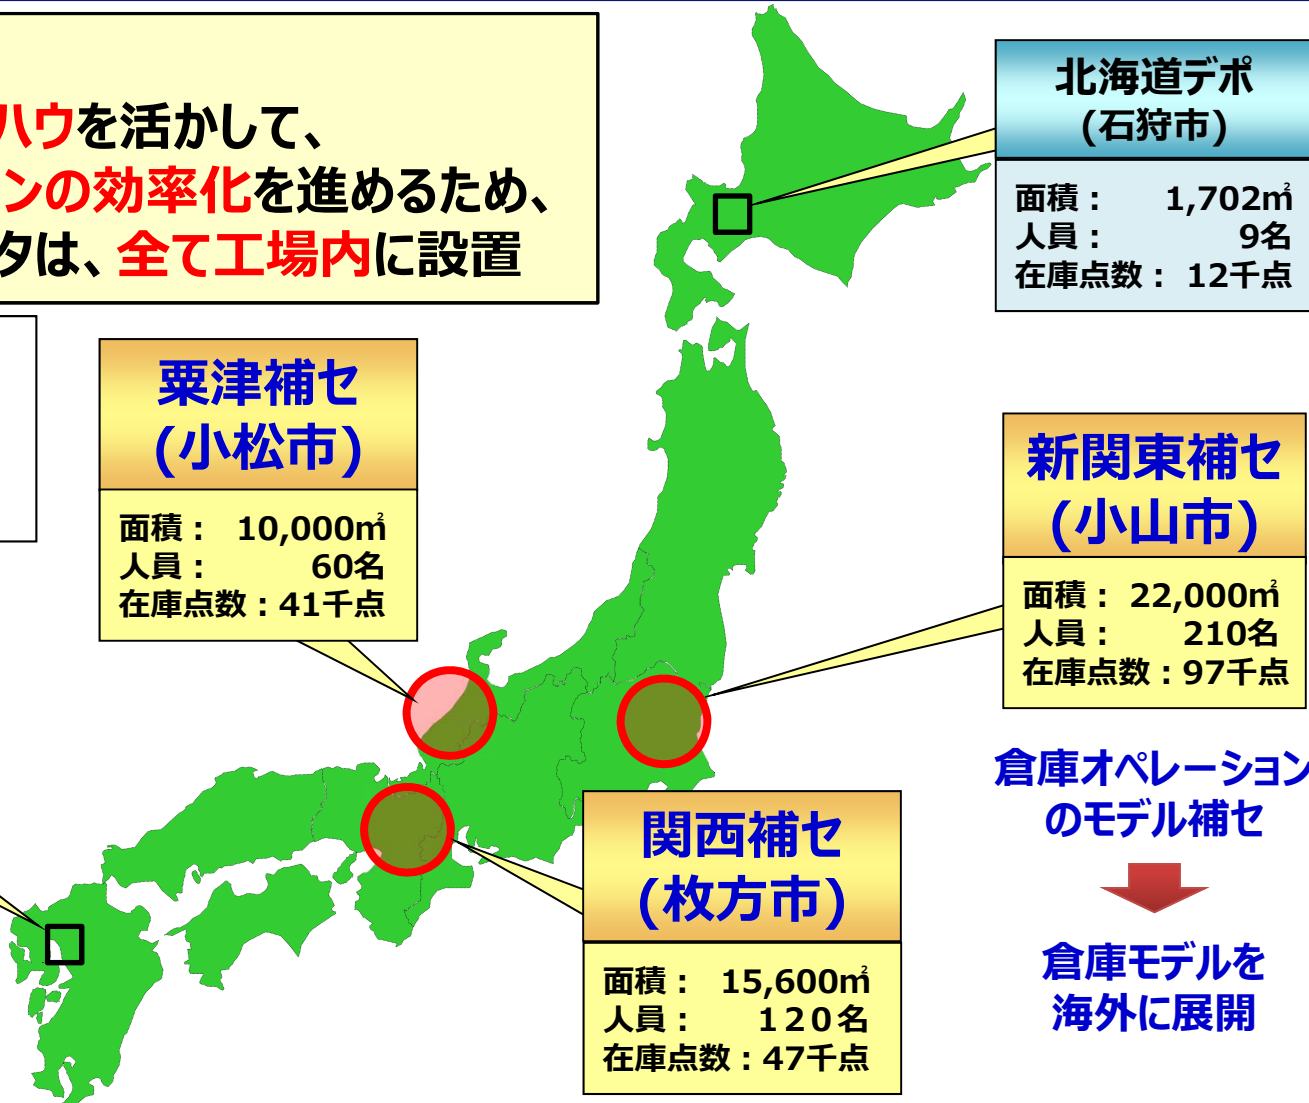 ハウを活かして、
ンの効率化を進めるため、
タは、全て工場内に設置
北海道デポ
(石狩市)
面積： 1,702㎡
人員： 9名
在庫点数： 12千点
粟津補セ
(小松市)
面積： 10,000㎡
人員： 60名
在庫点数：41千点
新関東補セ
(小山市)
面積： 22,000㎡
人員： 210名
在庫点数：97千点
倉庫オペレーション
のモデル補セ
倉庫モデルを
海外に展開
関西補セ
(枚方市)
面積： 15,600㎡
人員： １２０名
在庫点数：47千点